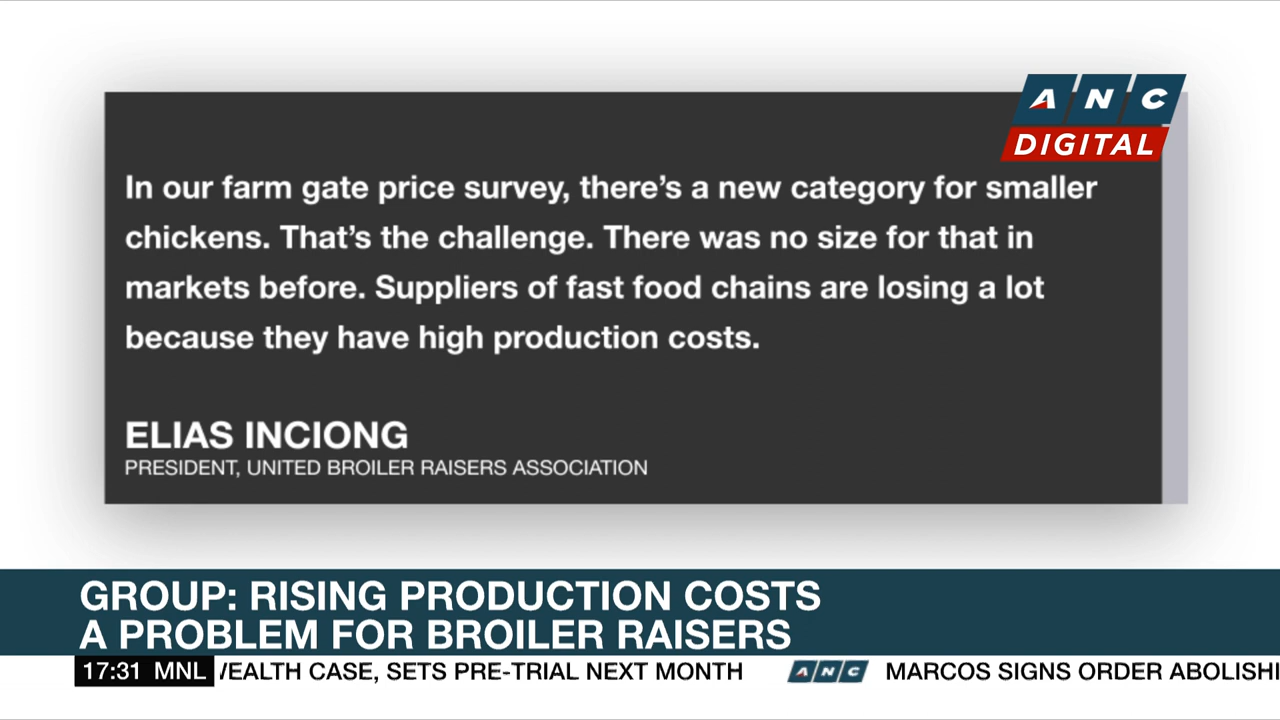 ANC
DIGITAL
In our farm gate price survey, there's a new category for smaller
chickens. That's the challenge. There was no size for that in
markets before. Suppliers of fast food chains are losing a lot
because they have high production costs.
ELIAS INCIONG
PRESIDENT, UNITED BROILER RAISERS ASSOCIATION
GROUP: RISING PRODUCTION COSTS
A PROBLEM FOR BROILER RAISERS
17:31 MNL CASE, SETS PRE-TRIAL NEXT MONTH ANC MARCOS SIGNS ORDER